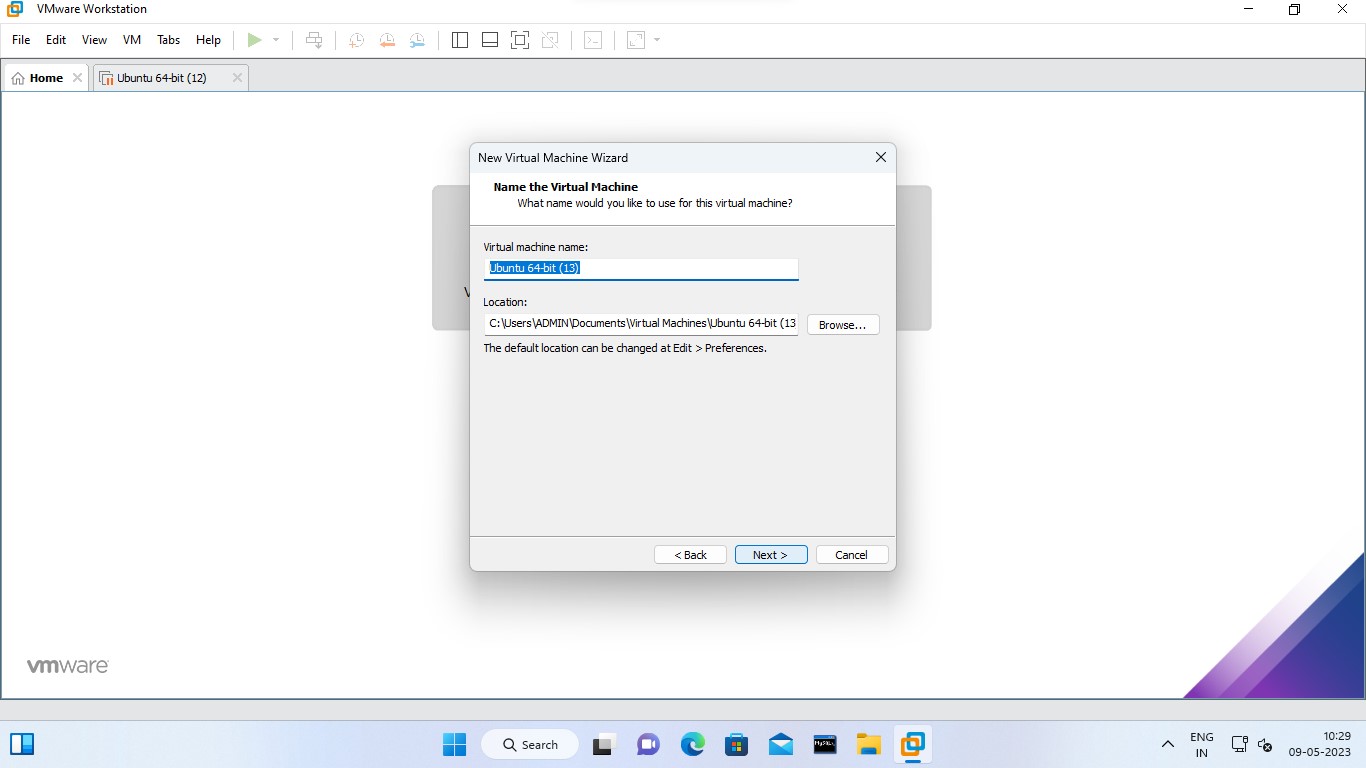 VMware Workstation
File Edit View VM Tabs Help
Home Ubuntu 64-bit (12)
New Virtual Machine Wizard
Name the Virtual Machine
What name would you like to use for this virtual machine?
Virtual machine name:
Ubuntu 64-bit (13)
Location:
C:\Users\ADMIN\Documents\Virtual Machines\Ubuntu 64-bit (13
Browse...
The default location can be changed at Edit > Preferences.
< Back Next > Cancel
vmware
Search
MySQL
ENG
IN
10:29
09-05-2023